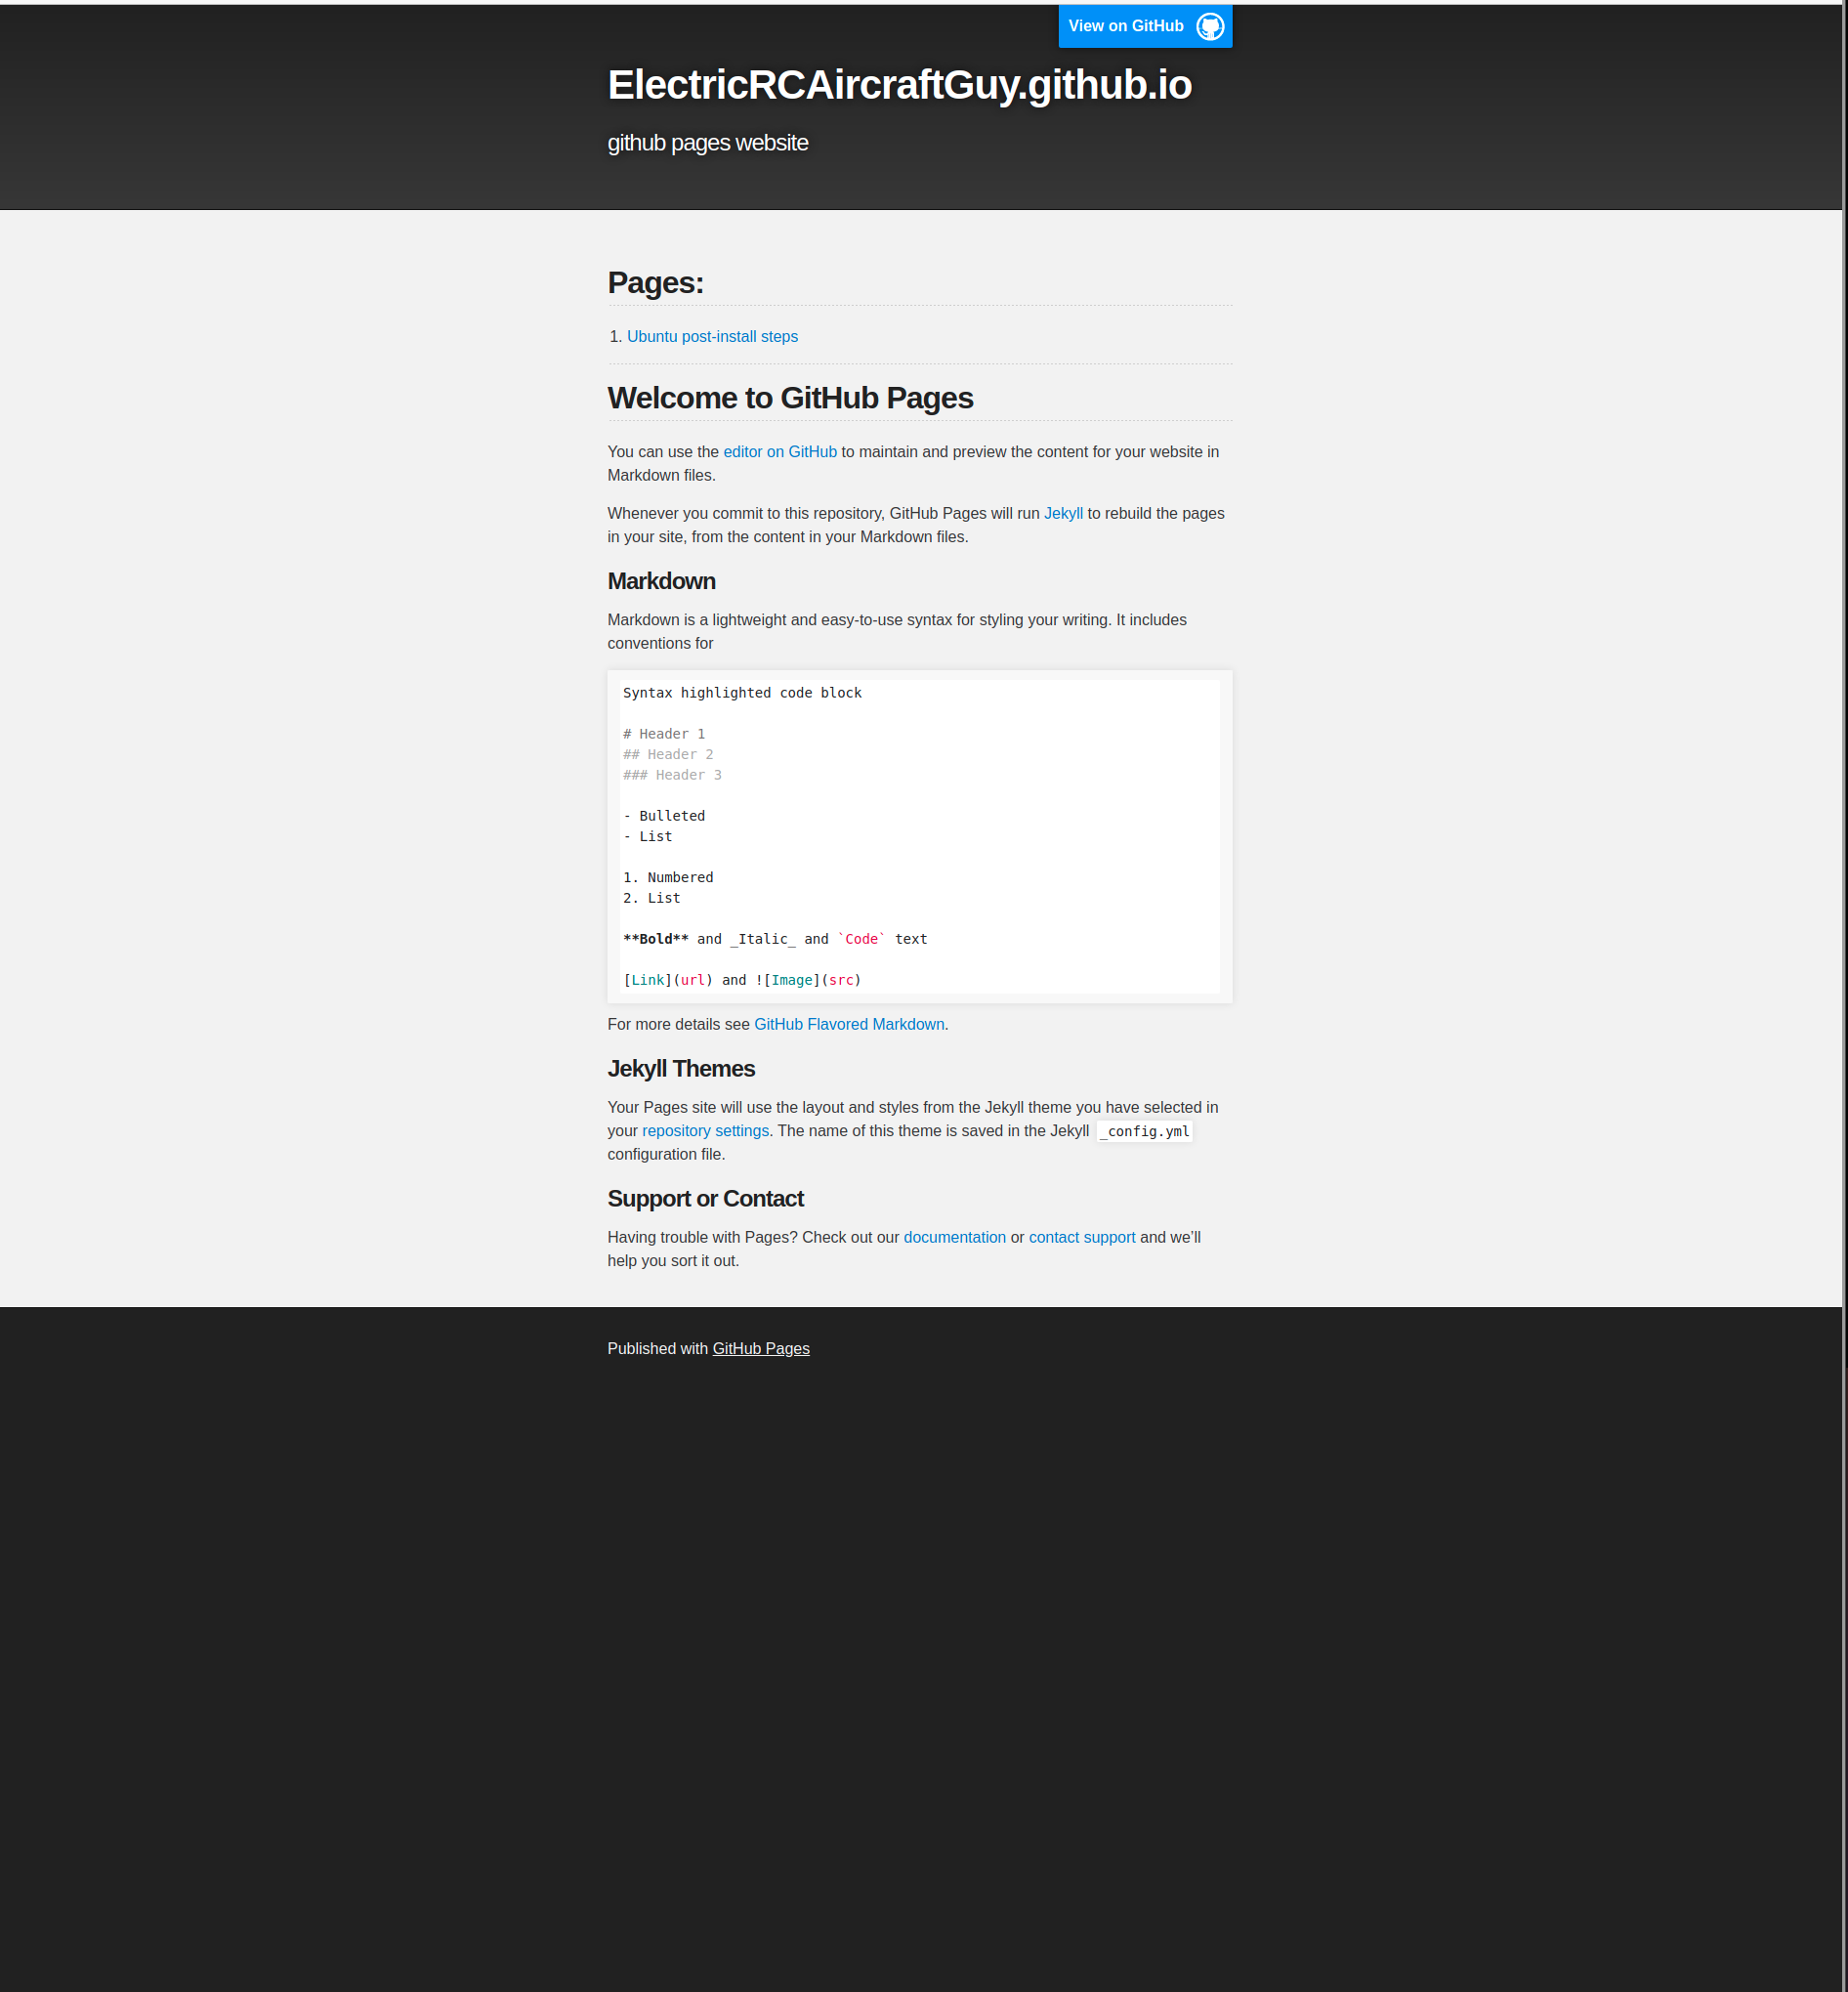 View on GitHub
ElectricRCAircraftGuy.github.io
github pages website
Pages:
1. Ubuntu post-install steps
Welcome to GitHub Pages
You can use the editor on GitHub to maintain and preview the content for your website in
Markdown files.
Whenever you commit to this repository, GitHub Pages will run Jekyll to rebuild the pages
in your site, from the content in your Markdown files.
Markdown
Markdown is a lightweight and easy-to-use syntax for styling your writing. It includes
conventions for
Syntax highlighted code block
# Header 1
## Header 2
### Header 3
- Bulleted
- List
1. Numbered
2. List
**Bold** and _Italic_ and `Code` text
[Link](url) and ![Image](src)
For more details see GitHub Flavored Markdown.
Jekyll Themes
Your Pages site will use the layout and styles from the Jekyll theme you have selected in
your repository settings. The name of this theme is saved in the Jekyll _config.yml
configuration file.
Support or Contact
Having trouble with Pages? Check out our documentation or contact support and we’ll
help you sort it out.
Published with GitHub Pages